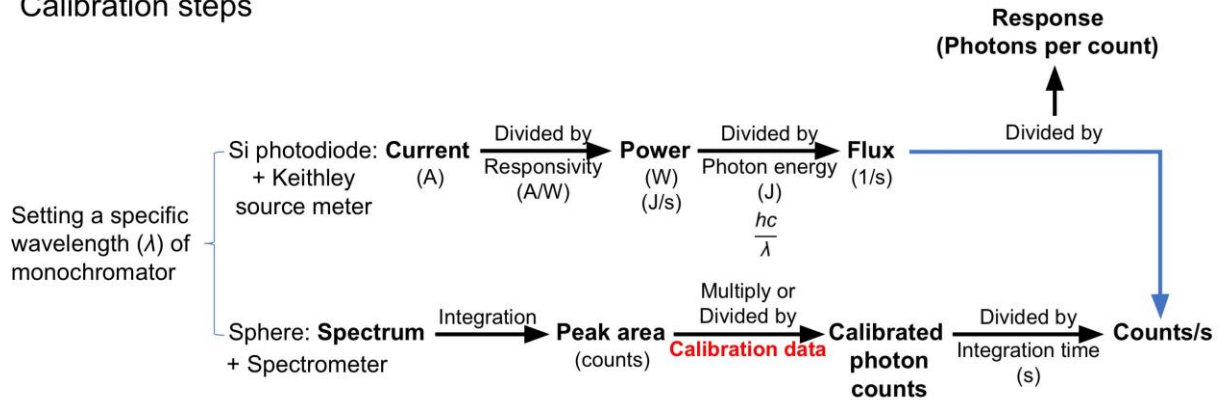 Calibration steps
Response
(Photons per count)
Divided by
Setting a specific
wavelength (λ) of
monochromator
Si photodiode: Current
(A)
+ Keithley
source meter
Divided by
Responsivity
(A/W)
Power
(W)
(J/s)
Divided by
Photon energy
(J)
hc
λ
Flux
(1/s)
Sphere: Spectrum
+ Spectrometer
Integration
Peak area
(counts)
Multiply or
Divided by
Calibration data
Calibrated
photon
counts
Divided by
Integration time
(s)
Counts/s